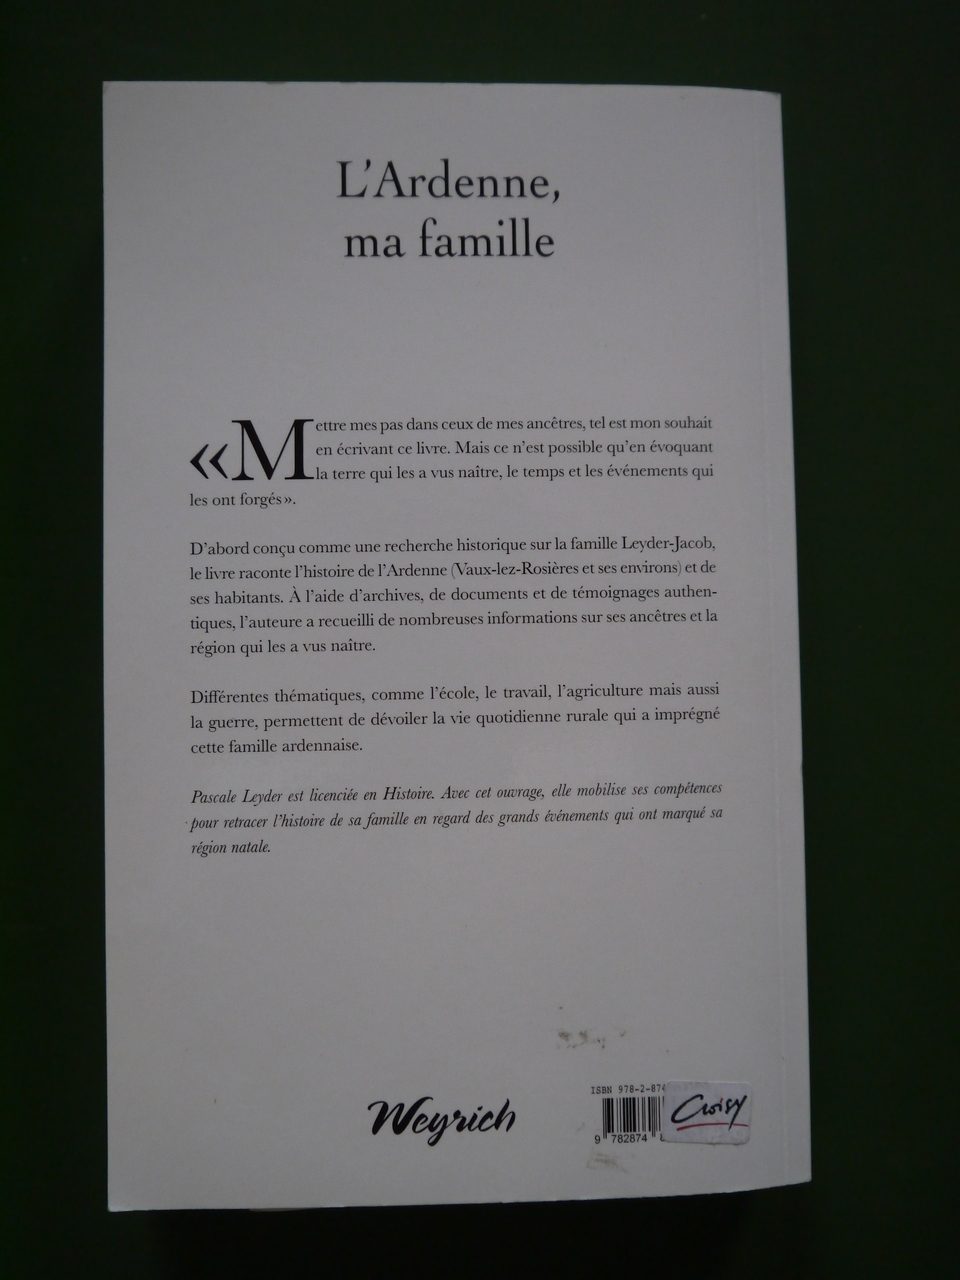 L'Ardenne,
ma famille
«Mettre mes pas dans ceux de mes ancêtres, tel est mon souhait
en écrivant ce livre. Mais ce n'est possible qu'en évoquant
la terre qui les a vus naître, le temps et les événements qui
les ont forgés».
D'abord conçu comme une recherche historique sur la famille Leyder-Jacob,
le livre raconte l'histoire de l'Ardenne (Vaux-lez-Rosières et ses environs) et de
ses habitants. À l'aide d'archives, de documents et de témoignages authen-
tiques, l'auteure a recueilli de nombreuses informations sur ses ancêtres et la
région qui les a vus naître.
Différentes thématiques, comme l'école, le travail, l'agriculture mais aussi
la guerre, permettent de dévoiler la vie quotidienne rurale qui a imprégné
cette famille ardennaise.
Pascale Leyder est licenciée en Histoire. Avec cet ouvrage, elle mobilise ses compétences
pour retracer l'histoire de sa famille en regard des grands événements qui ont marqué sa
région natale.
Weyrich
ISBN 978-2-874
Croisy
9 782874